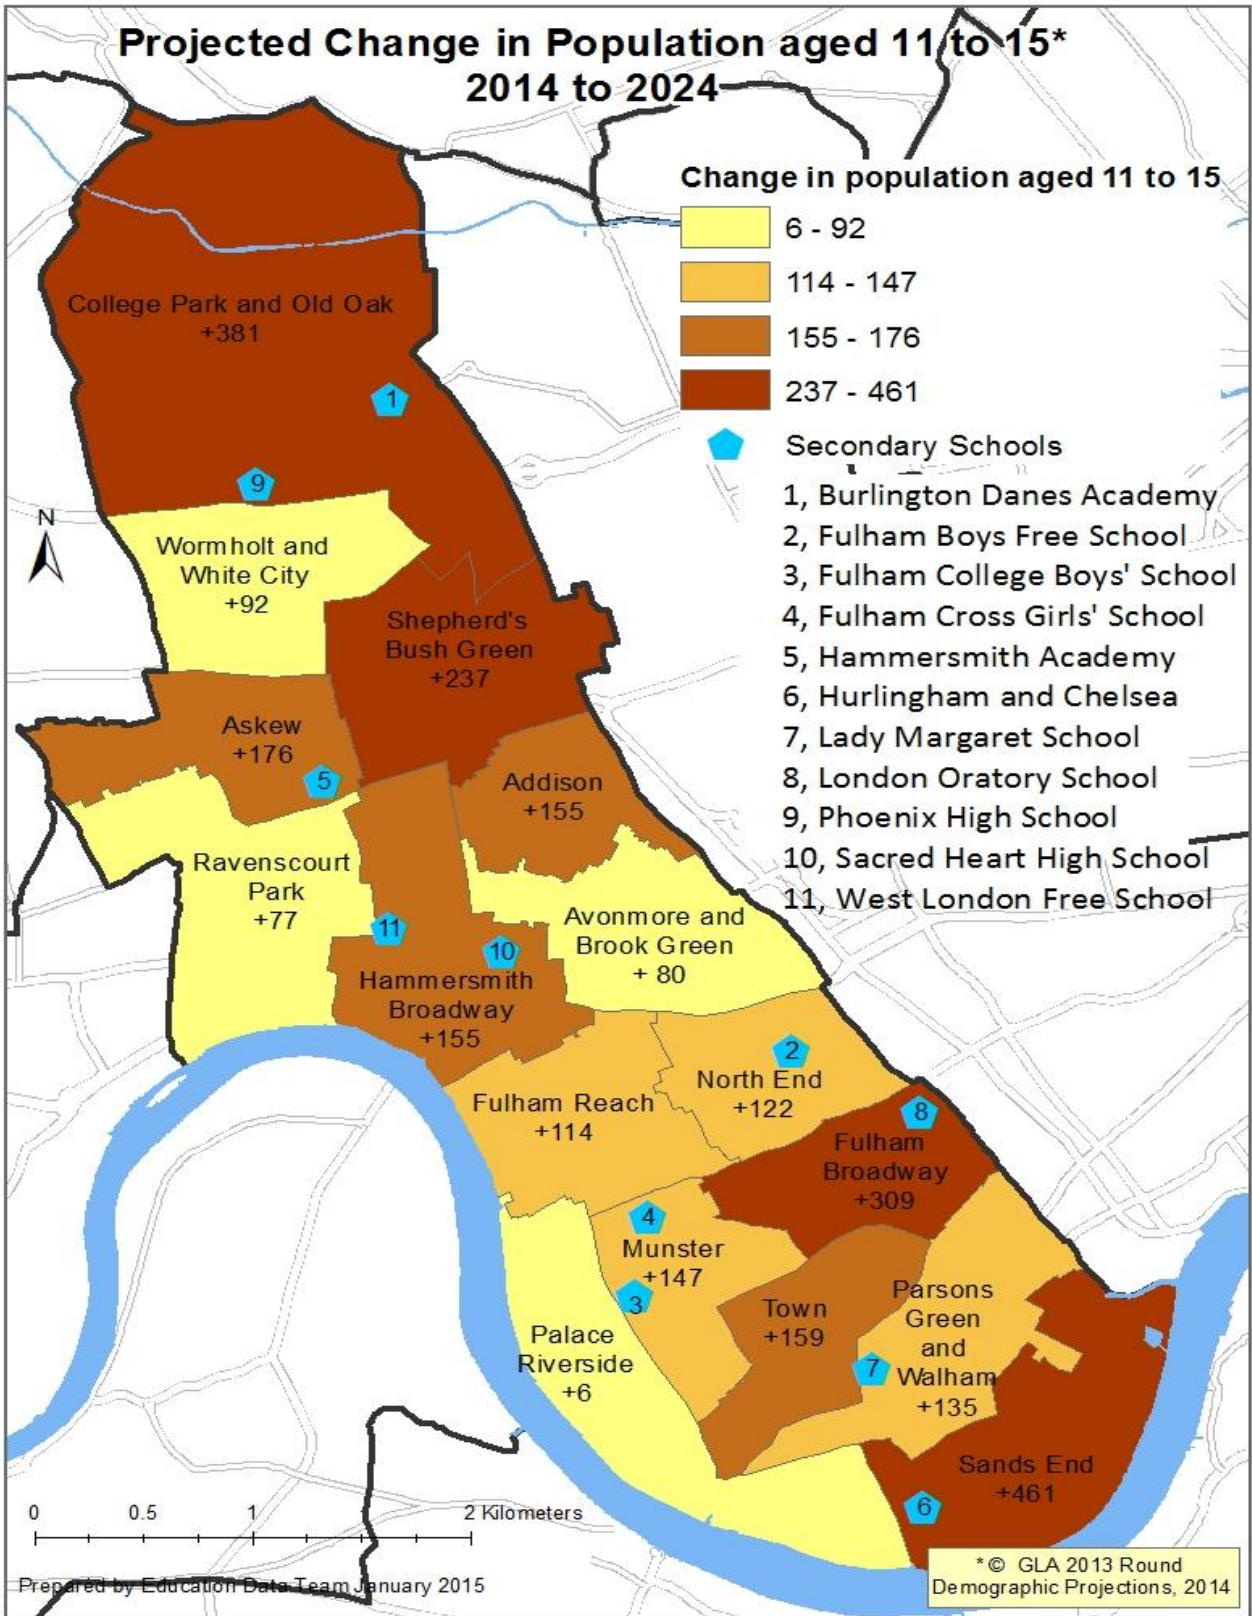 Projected Change in Population aged 11 to 15*
2014 to 2024
Change in population aged 11 to 15
6 - 92
114 - 147
155 - 176
237 - 461
Secondary Schools
1, Burlington Danes Academy
2, Fulham Boys Free School
3, Fulham College Boys' School
4, Fulham Cross Girls' School
5, Hammersmith Academy
6, Hurlingham and Chelsea
7, Lady Margaret School
8, London Oratory School
9, Phoenix High School
10, Sacred Heart High School
11, West London Free School
College Park and Old Oak
+381
1
9
N
Wormholt and
White City
+92
Shepherd's
Bush Green
+237
Askew
+176
5
Addison
+155
Ravenscourt
Park
+77
Avonmore and
Brook Green
+ 80
11
10
Hammersmith
Broadway
+155
2
North End
+122
Fulham Reach
+114
8
Fulham
Broadway
+309
4
Munster
+147
3
Town
+159
Parsons
Green
and
Walham
+135
7
Palace
Riverside
+6
Sands End
+461
6
0 0.5 1 2 Kilometers
Prepared by Education Data Team January 2015
*© GLA 2013 Round
Demographic Projections, 2014